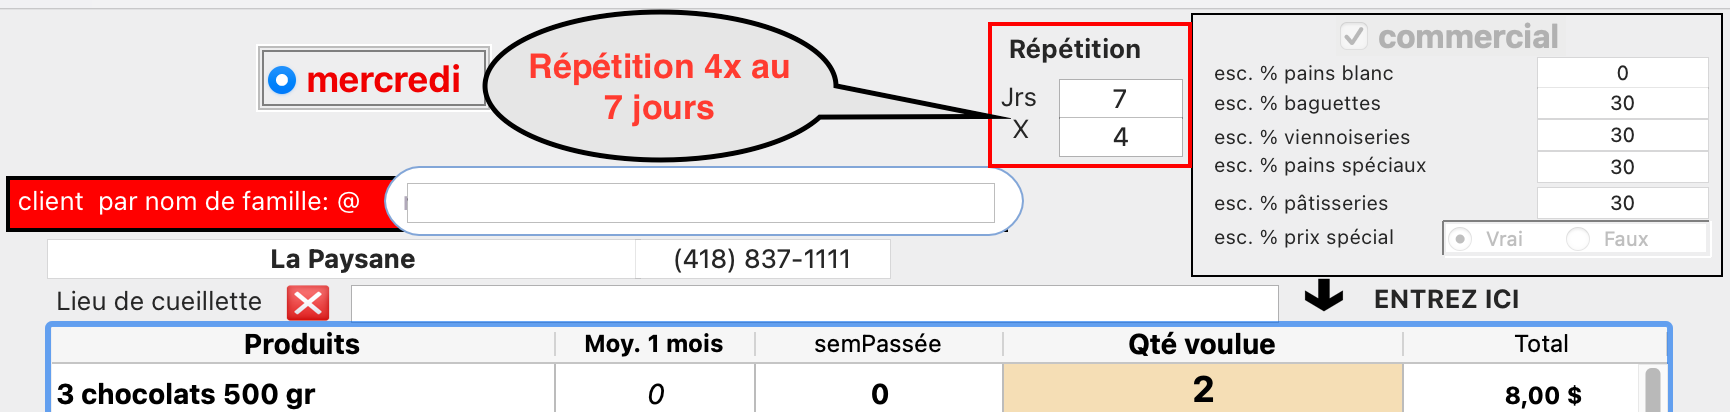 mercredi
Répétition 4x au
7 jours
Répétition
Jrs 7
X 4
commercial
esc. % pains blanc 0
esc. % baguettes 30
esc. % viennoiseries 30
esc. % pains spéciaux 30
esc. % pâtisseries 30
esc. % prix spécial Vrai Faux
client par nom de famille: @
La Paysane (418) 837-1111
Lieu de cueillette
ENTREZ ICI
Produits Moy. 1 mois semPassée Qté voulue Total
3 chocolats 500 gr 0 0 2 8,00 $